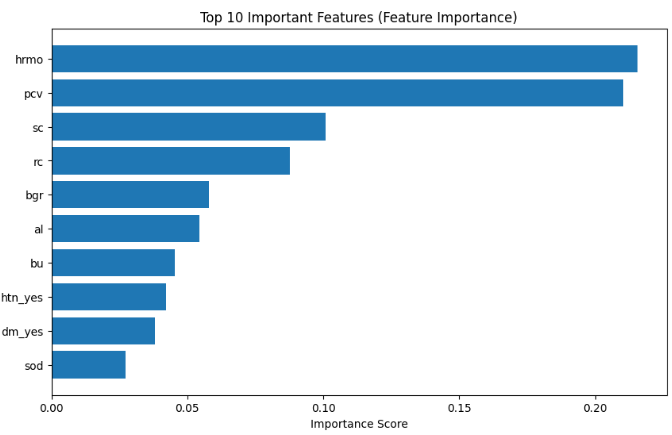 Top 10 Important Features (Feature Importance)
hrmo
pcv
sc
rc
bgr
al
bu
htn_yes
dm_yes
sod
0.00 0.05 0.10 0.15 0.20
Importance Score